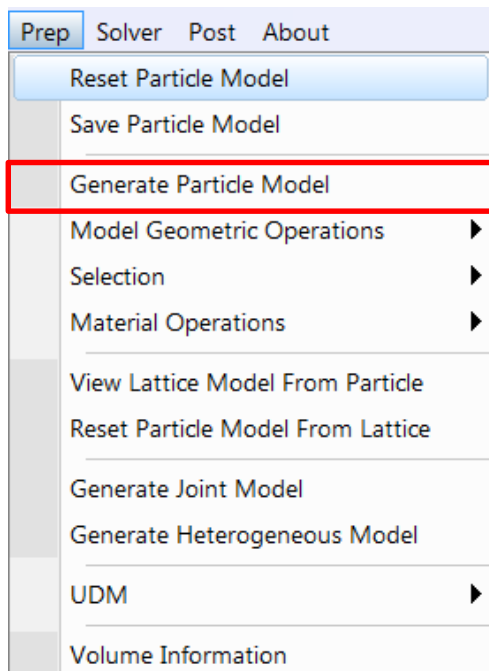 Prep Solver Post About
Reset Particle Model
Save Particle Model
Generate Particle Model
Model Geometric Operations
Selection
Material Operations
View Lattice Model From Particle
Reset Particle Model From Lattice
Generate Joint Model
Generate Heterogeneous Model
UDM
Volume Information